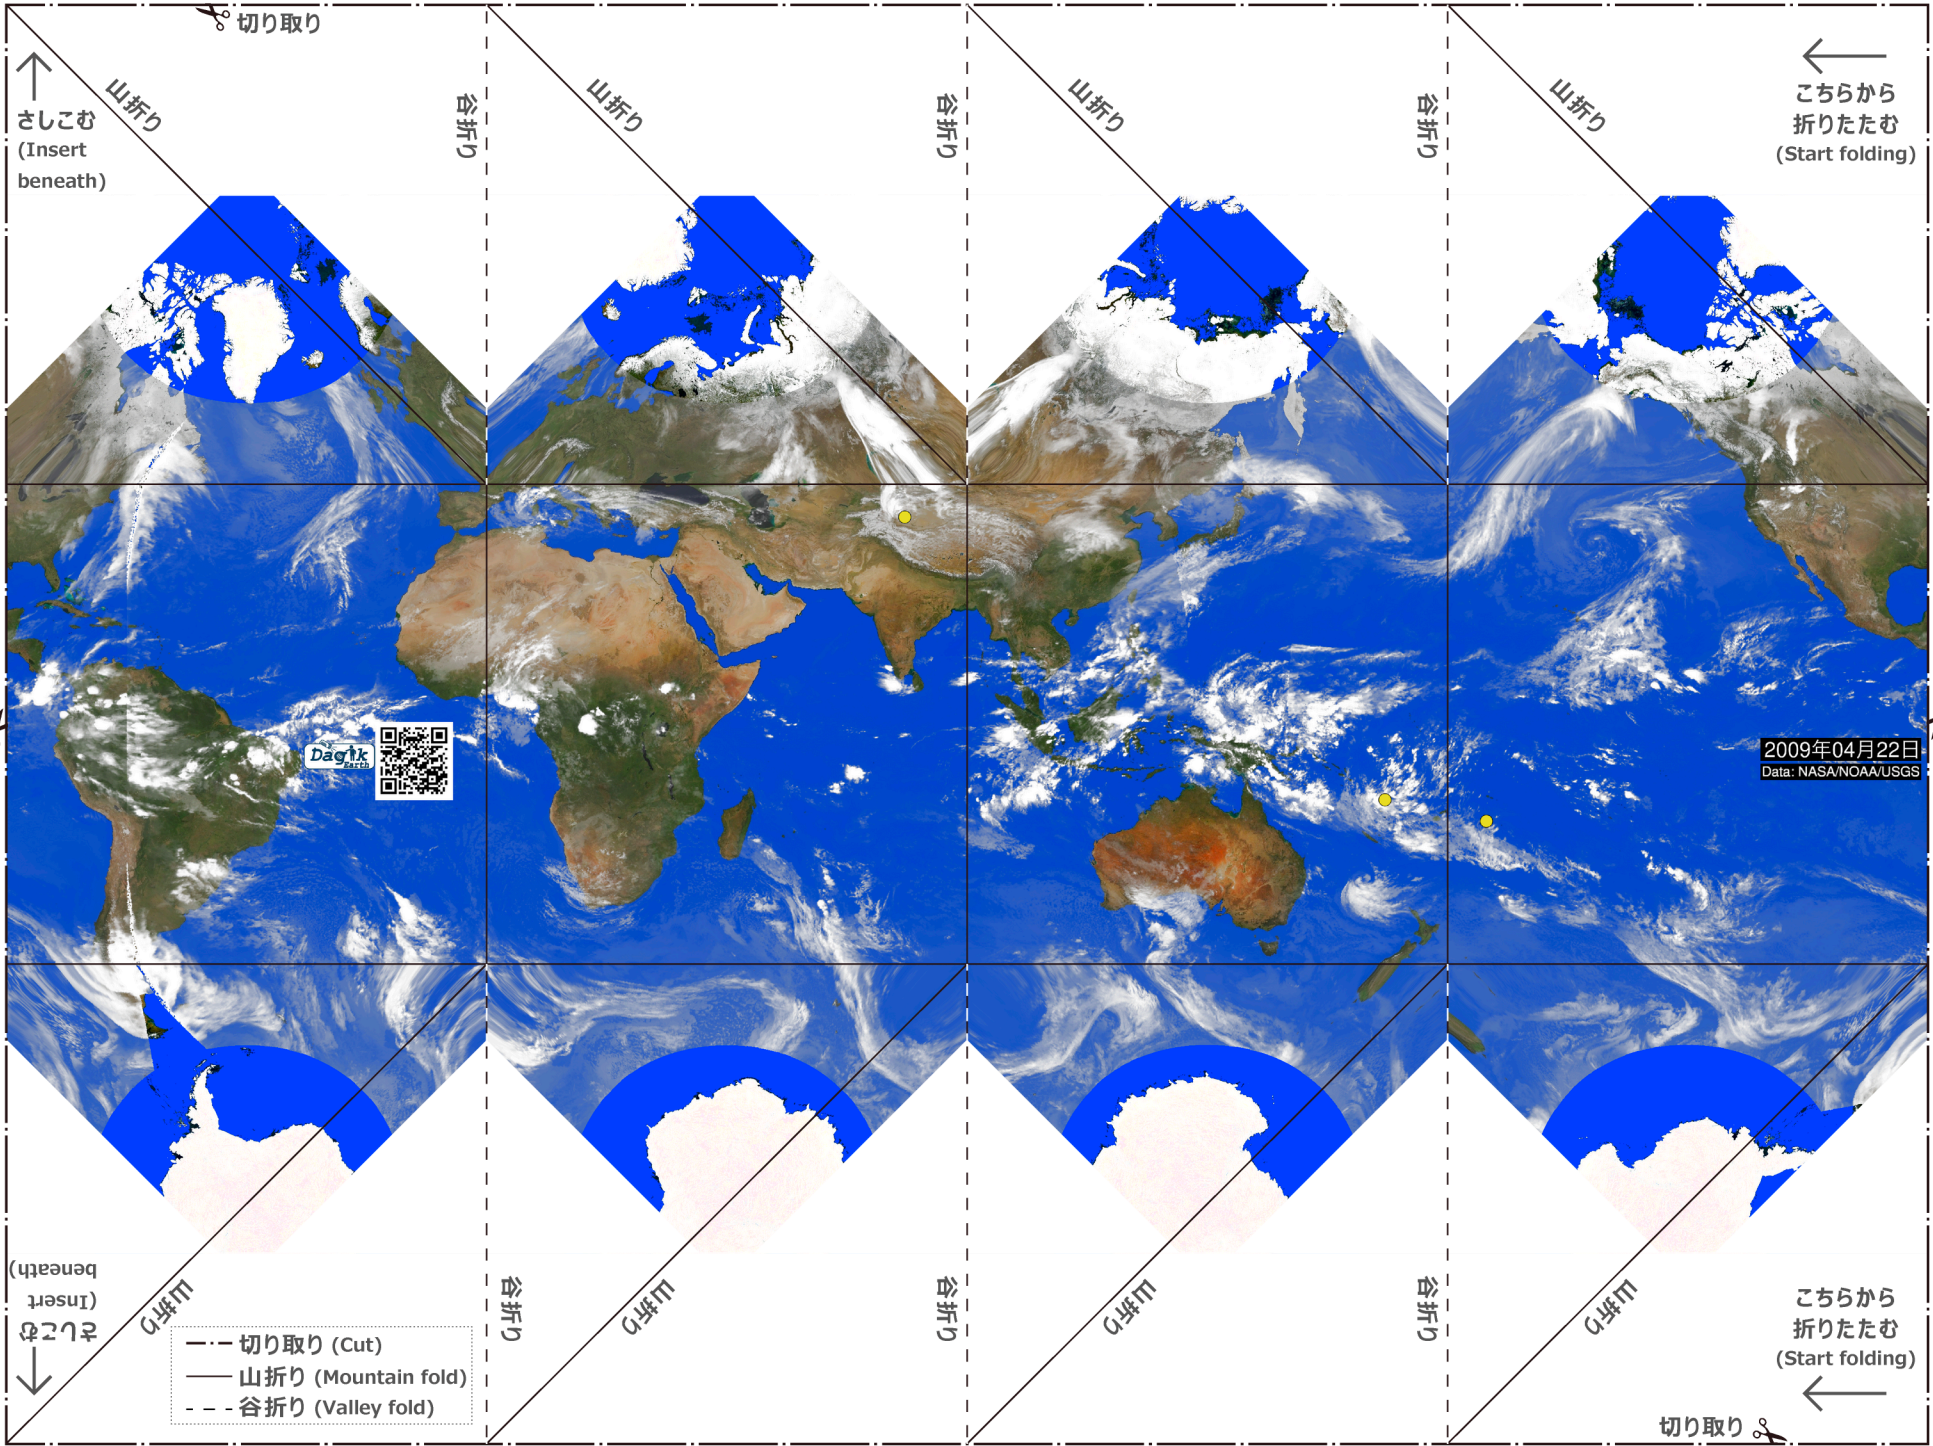 切り取り
山折り
谷折り
山折り
谷折り
山折り
谷折り
山折り
さしこむ
(Insert
beneath)
こちらから
折りたたむ
(Start folding)
Dagik
Earth
2009年04月22日
Data: NASA/NOAA/USGS
さしこむ
(Insert
beneath)
山折り
谷折り
山折り
谷折り
山折り
谷折り
山折り
こちらから
折りたたむ
(Start folding)
切り取り (Cut)
山折り (Mountain fold)
谷折り (Valley fold)
切り取り